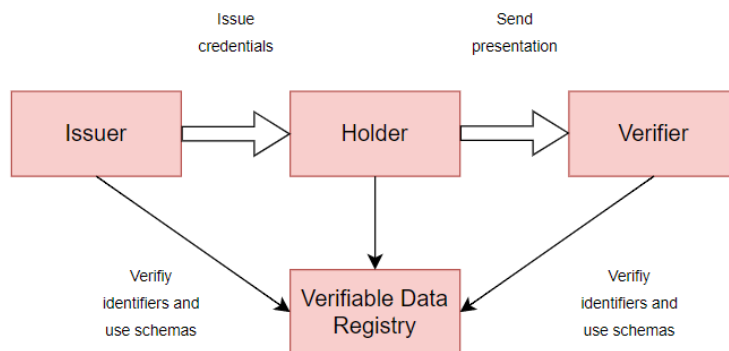 Issue
credentials
Send
presentation
Issuer
Holder
Verifier
Verifiy
identifiers and
use schemas
Verifiable Data
Registry
Verifiy
identifiers and
use schemas